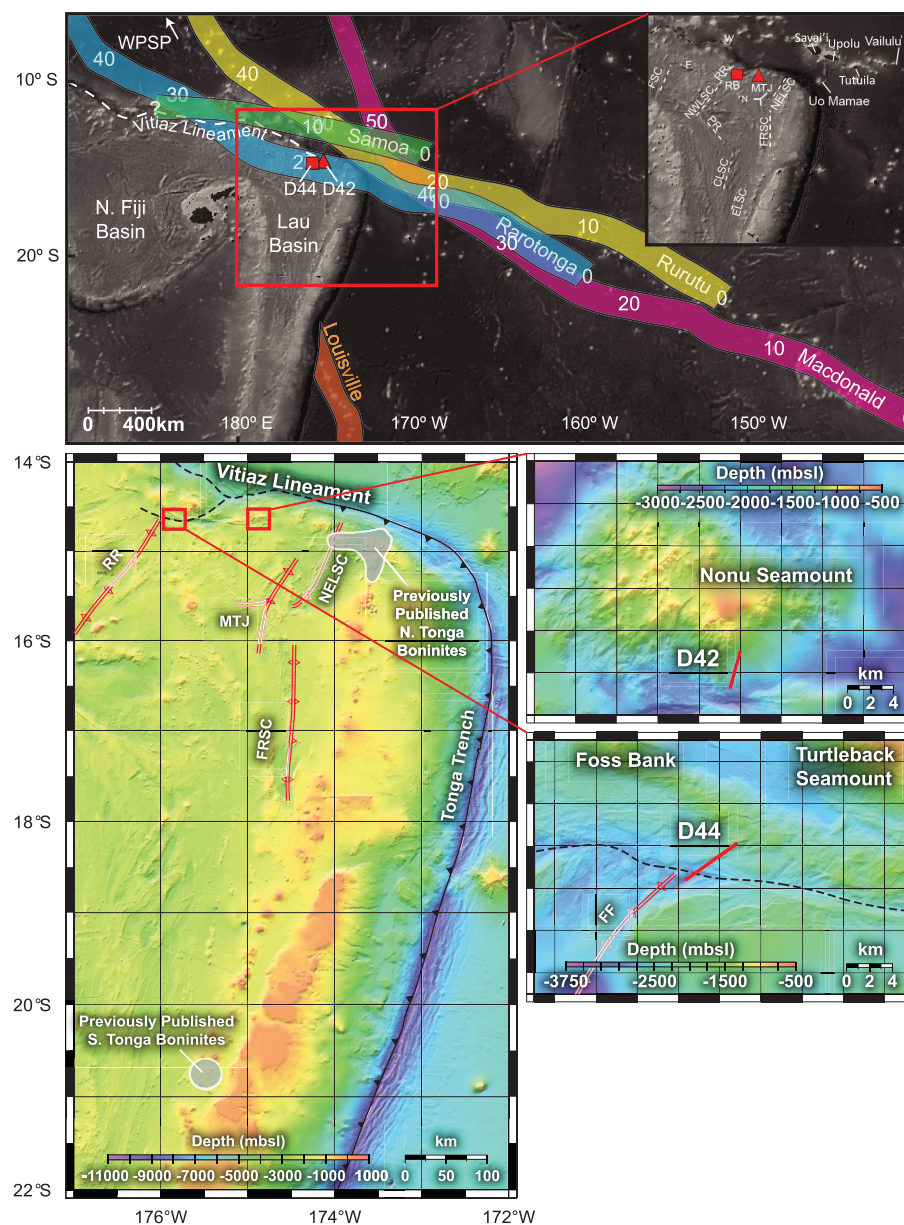 WPSP
10° S
20° S
40
30
?
Vitiaz Lineament
2
D44
D42
N. Fiji
Basin
Lau
Basin
40
10
Samoa
0
50
20
30
Rarotonga
0
10
Rurutu
0
20
10
Macdonald
Louisville
0 400km
180° E
170° W
160° W
150° W
W
F
FSC
RR
RB
N
MTJ
NWLSC
NELSC
PR
FRSC
CLSC
ELSC
Savai'i
Upolu
Vailulu'u
Tutuila
Uo Mamae
14°S
16°S
18°S
20°S
22°S
Vitiaz Lineament
RR
MTJ
NELSC
Previously
Published
N. Tonga
Boninites
FRSC
Tonga Trench
Previously Published
S. Tonga Boninites
Depth (mbsl)
-11000 -9000 -7000 -5000 -3000 -1000 1000
km
0 50 100
176°W
174°W
172°W
Depth (mbsl)
-3000 -2500 -2000 -1500 -1000 -500
Nonu Seamount
D42
km
0 2 4
Foss Bank
Turtleback
Seamount
D44
FF
Depth (mbsl)
-3750 -2500 -1500 -500
km
0 2 4